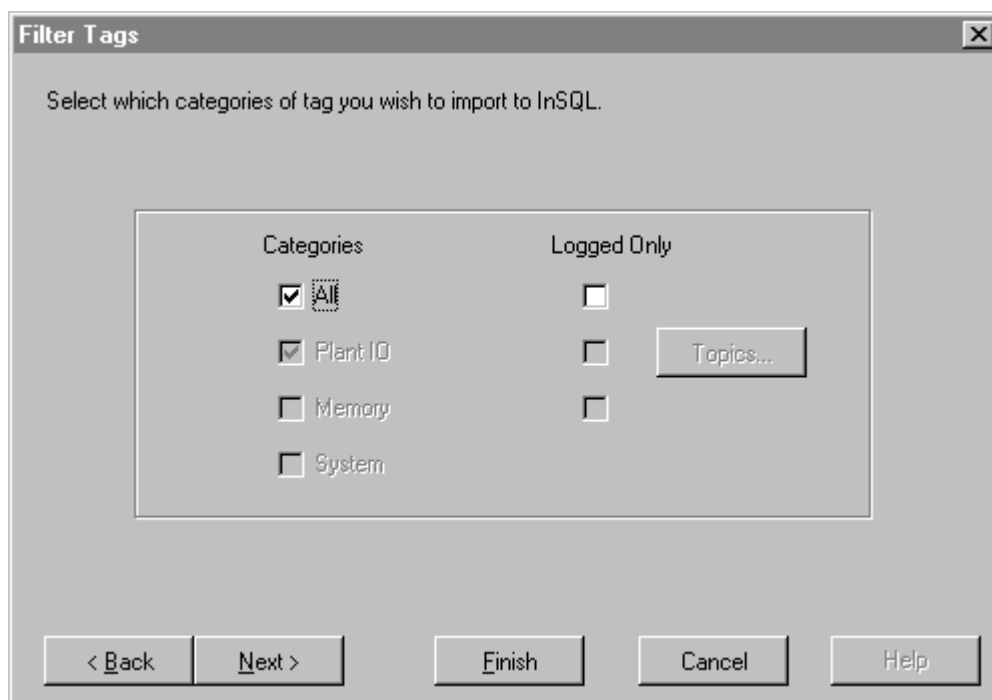 Filter Tags
Select which categories of tag you wish to import to InSQL.
Categories Logged Only
All
Plant IO Topics...
Memory
System
< Back Next > Finish Cancel Help